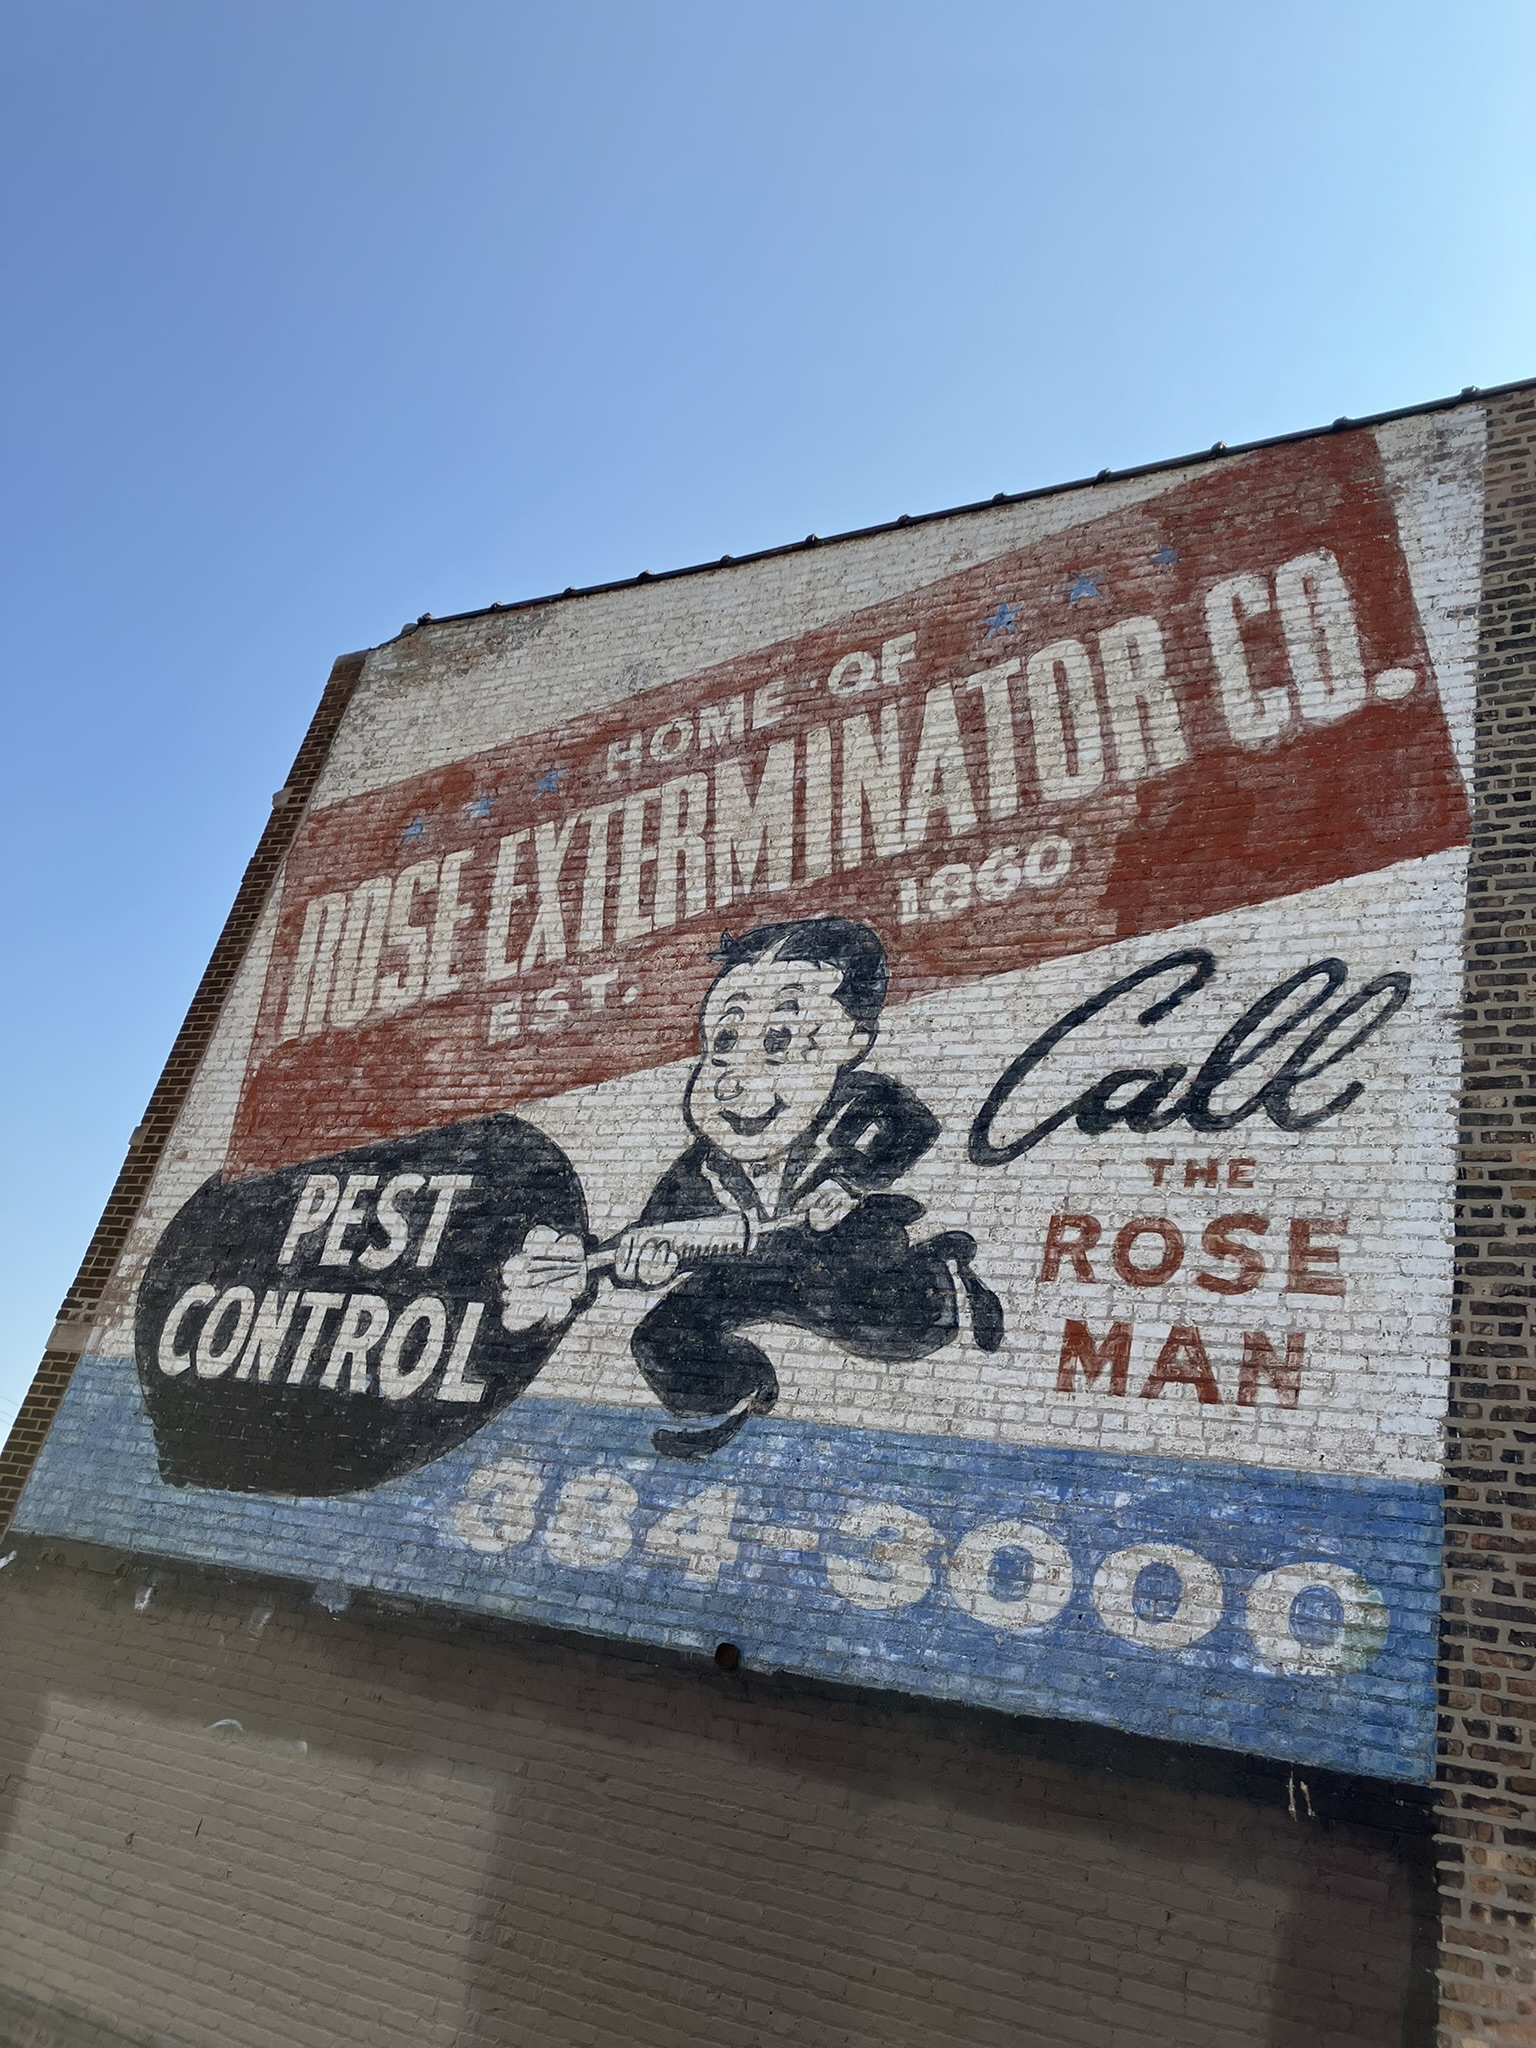 HOME OF
ROSE EXTERMINATOR CO.
EST. 1860
Call
THE
ROSE
MAN
PEST
CONTROL
384-3000